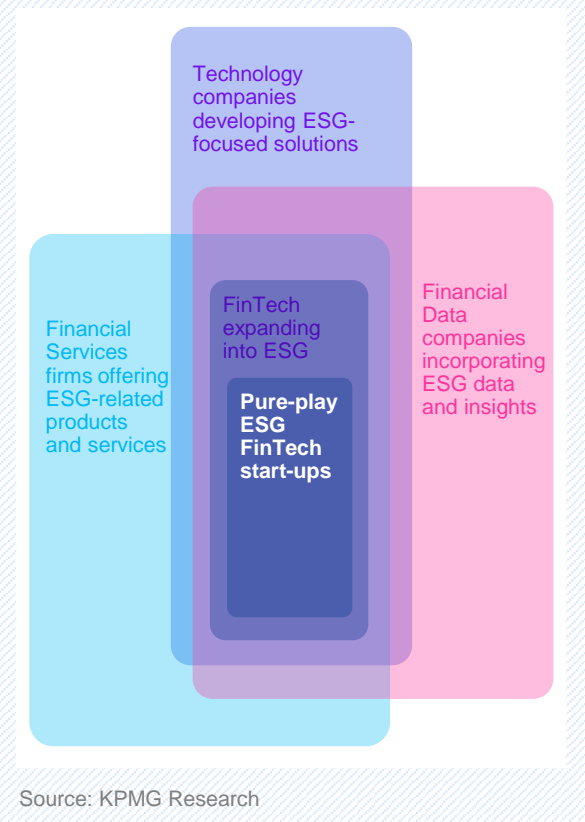 Technology
companies
developing ESG-
focused solutions
Financial
Services
firms offering
ESG-related
products
and services
FinTech
expanding
into ESG
Pure-play
ESG
FinTech
start-ups
Financial
Data
companies
incorporating
ESG data
and insights
Source: KPMG Research